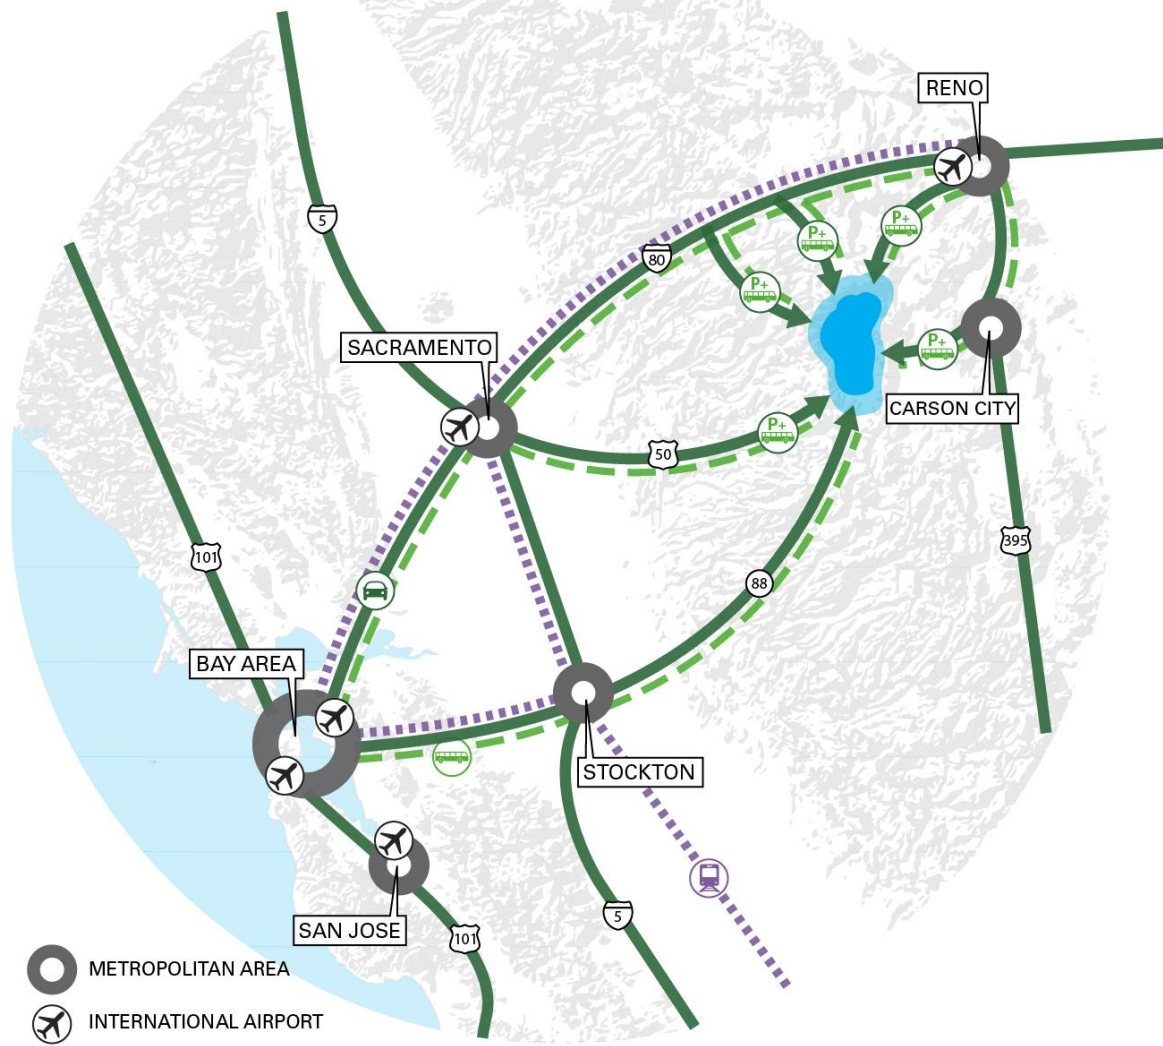 RENO
5
80
P+
P+
P+
SACRAMENTO
P+
CARSON CITY
P+
50
101
395
88
BAY AREA
STOCKTON
SAN JOSE
5
101
METROPOLITAN AREA
INTERNATIONAL AIRPORT